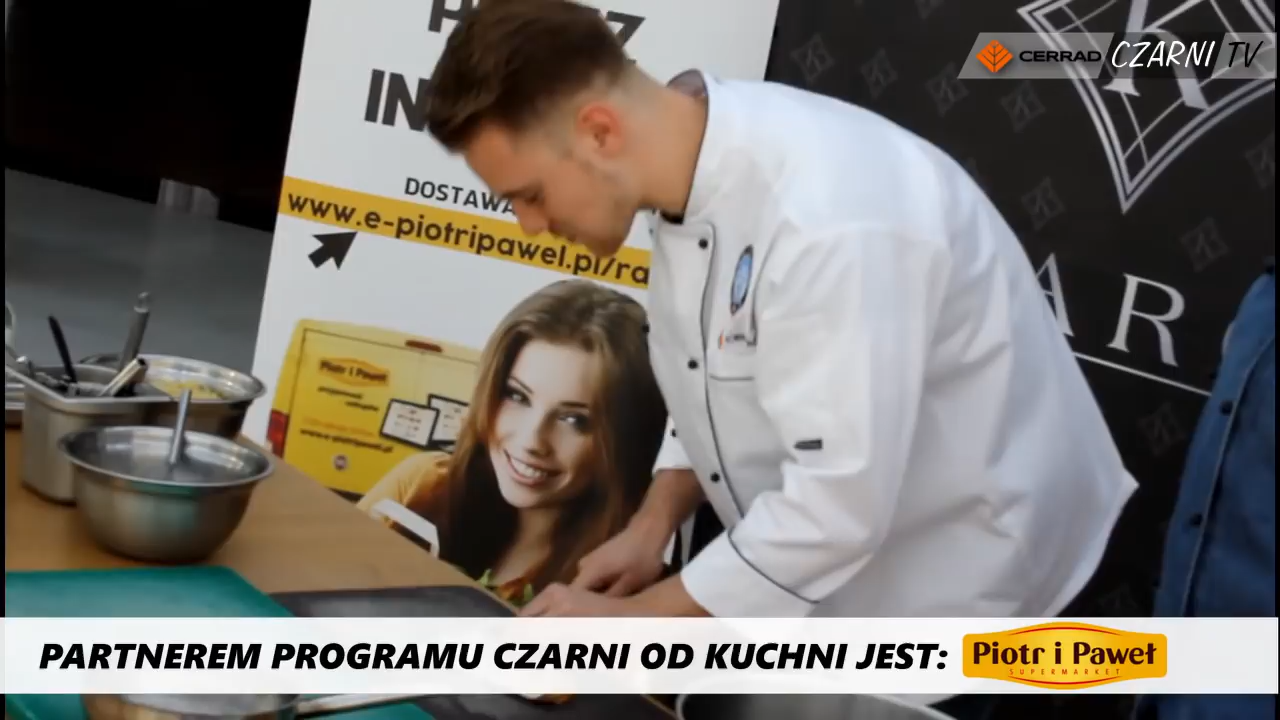 CERRAD CZARNI TV
DOSTAWA
www.e-piotripawel.pl/ra
Piotr i Paweł
www.e-piotripawel.pl
AR
PARTNEREM PROGRAMU CZARNI OD KUCHNI JEST:
Piotr i Paweł
SUPERMARKET